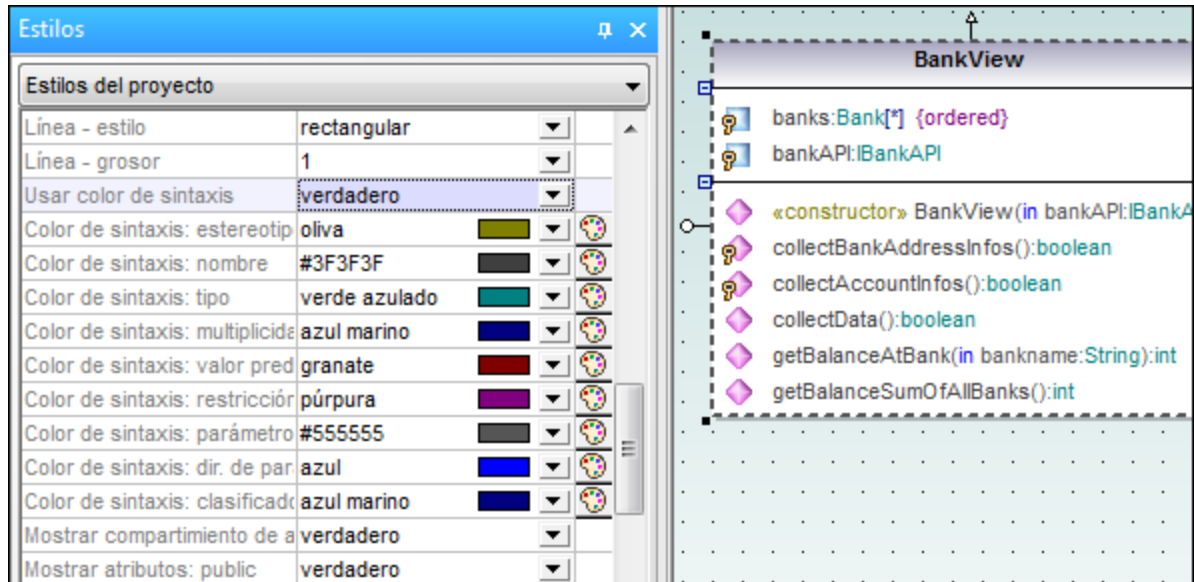 Estilos
Estilos del proyecto
Línea - estilo rectangular
Línea - grosor 1
Usar color de sintaxis verdadero
Color de sintaxis: estereotip oliva
Color de sintaxis: nombre #3F3F3F
Color de sintaxis: tipo verde azulado
Color de sintaxis: multiplicida azul marino
Color de sintaxis: valor pred granate
Color de sintaxis: restricción púrpura
Color de sintaxis: parámetro #555555
Color de sintaxis: dir. de par azul
Color de sintaxis: clasificado azul marino
Mostrar compartimiento de a verdadero
Mostrar atributos: public verdadero
BankView
banks:Bank[*] {ordered}
bankAPI:IBankAPI
«constructor» BankView(in bankAPI:IBankA
collectBankAddressInfos():boolean
collectAccountInfos():boolean
collectData():boolean
getBalanceAtBank(in bankname:String):int
getBalanceSumOfAllBanks():int